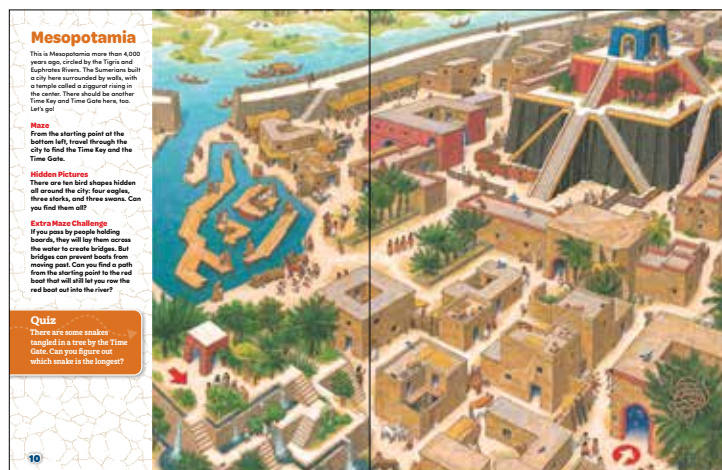 Mesopotamia
This is Mesopotamia more than 4,000
years ago, circled by the Tigris and
Euphrates Rivers. The Sumerians built
a city here surrounded by walls, with
a temple called a ziggurat rising in
the center. There should be another
Time Key and Time Gate here, too.
Let's go!
Maze
From the starting point at the
bottom left, travel through the
city to find the Time Key and the
Time Gate.
Hidden Pictures
There are ten bird shapes hidden
all around the city: four eagles,
three storks, and three swans. Can
you find them all?
Extra Maze Challenge
If you pass by people holding
boards, they will lay them across
the water to create bridges. But
bridges can prevent boats from
moving past. Can you find a path
from the starting point to the red
boat that will still let you row the
red boat out into the river?
Quiz
There are some snakes
tangled in a tree by the Time
Gate. Can you figure out
which snake is the longest?
10